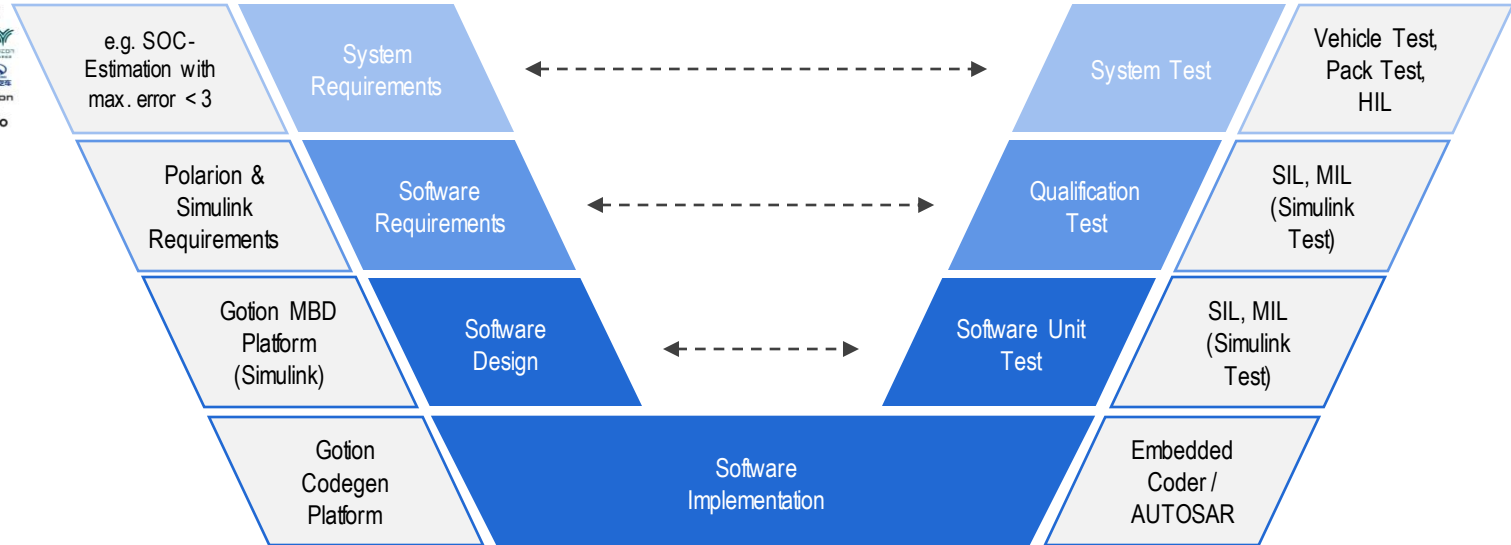 e.g. SOC-
Estimation with
max. error < 3
System
Requirements
System Test
Vehicle Test,
Pack Test,
HIL
Polarion &
Simulink
Requirements
Software
Requirements
Qualification
Test
SIL, MIL
(Simulink
Test)
Gotion MBD
Platform
(Simulink)
Software
Design
Software Unit
Test
SIL, MIL
(Simulink
Test)
Gotion
Codegen
Platform
Software
Implementation
Embedded
Coder /
AUTOSAR